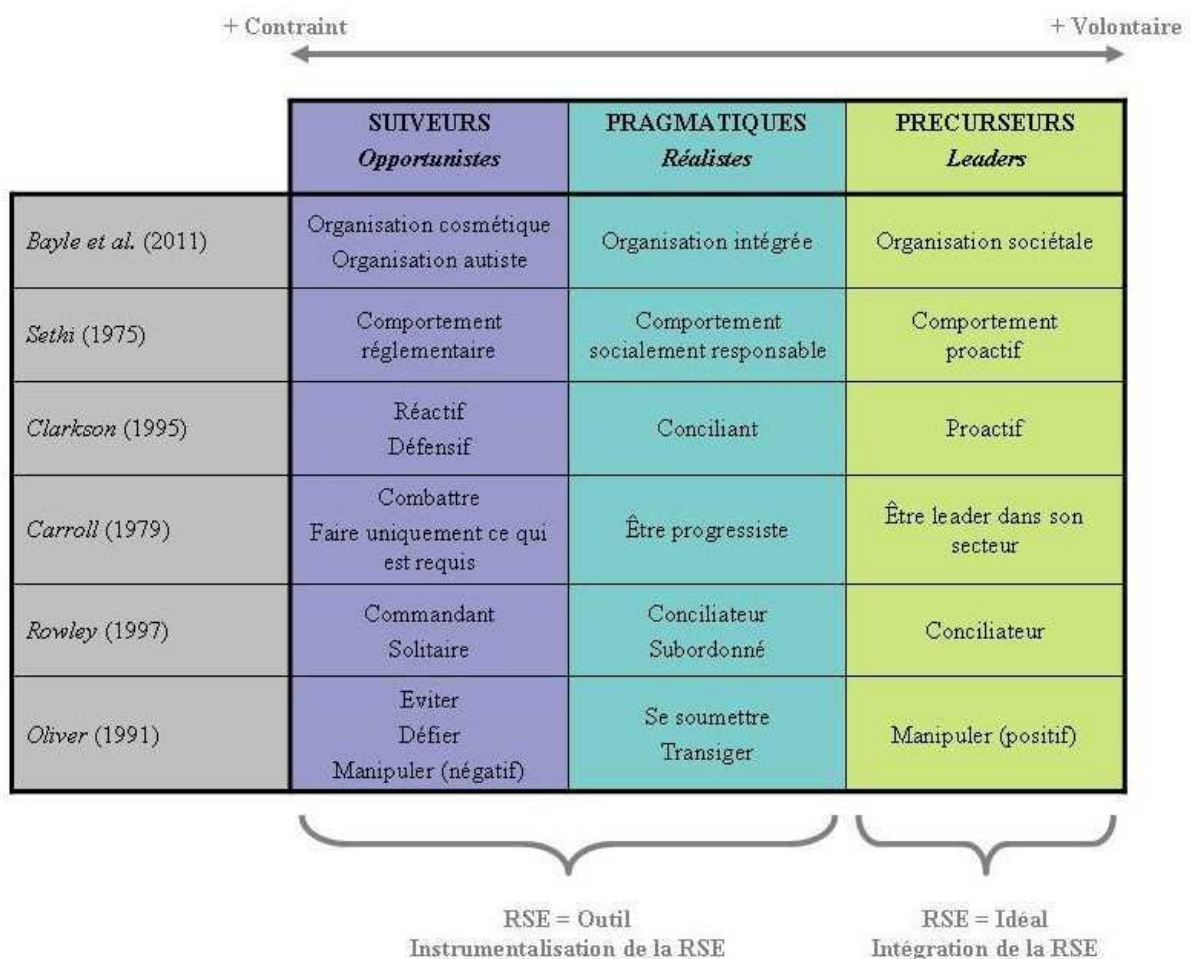 + Contraint
+ Volontaire
SUIVEURS
Opportunistes
PRAGMATIQUES
Réalistes
PRECURSEURS
Leaders
Bayle et al. (2011)
Organisation cosmétique
Organisation autiste
Organisation intégrée
Organisation sociétale
Sethi (1975)
Comportement
réglementaire
Comportement
socialement responsable
Comportement
proactif
Clarkson (1995)
Réactif
Défensif
Conciliant
Proactif
Carroll (1979)
Combattre
Faire uniquement ce qui
est requis
Être progressiste
Être leader dans son
secteur
Rowley (1997)
Commandant
Solitaire
Conciliateur
Subordonné
Conciliateur
Oliver (1991)
Eviter
Défier
Manipuler (négatif)
Se soumettre
Transiger
Manipuler (positif)
RSE = Outil
Instrumentalisation de la RSE
RSE = Idéal
Intégration de la RSE